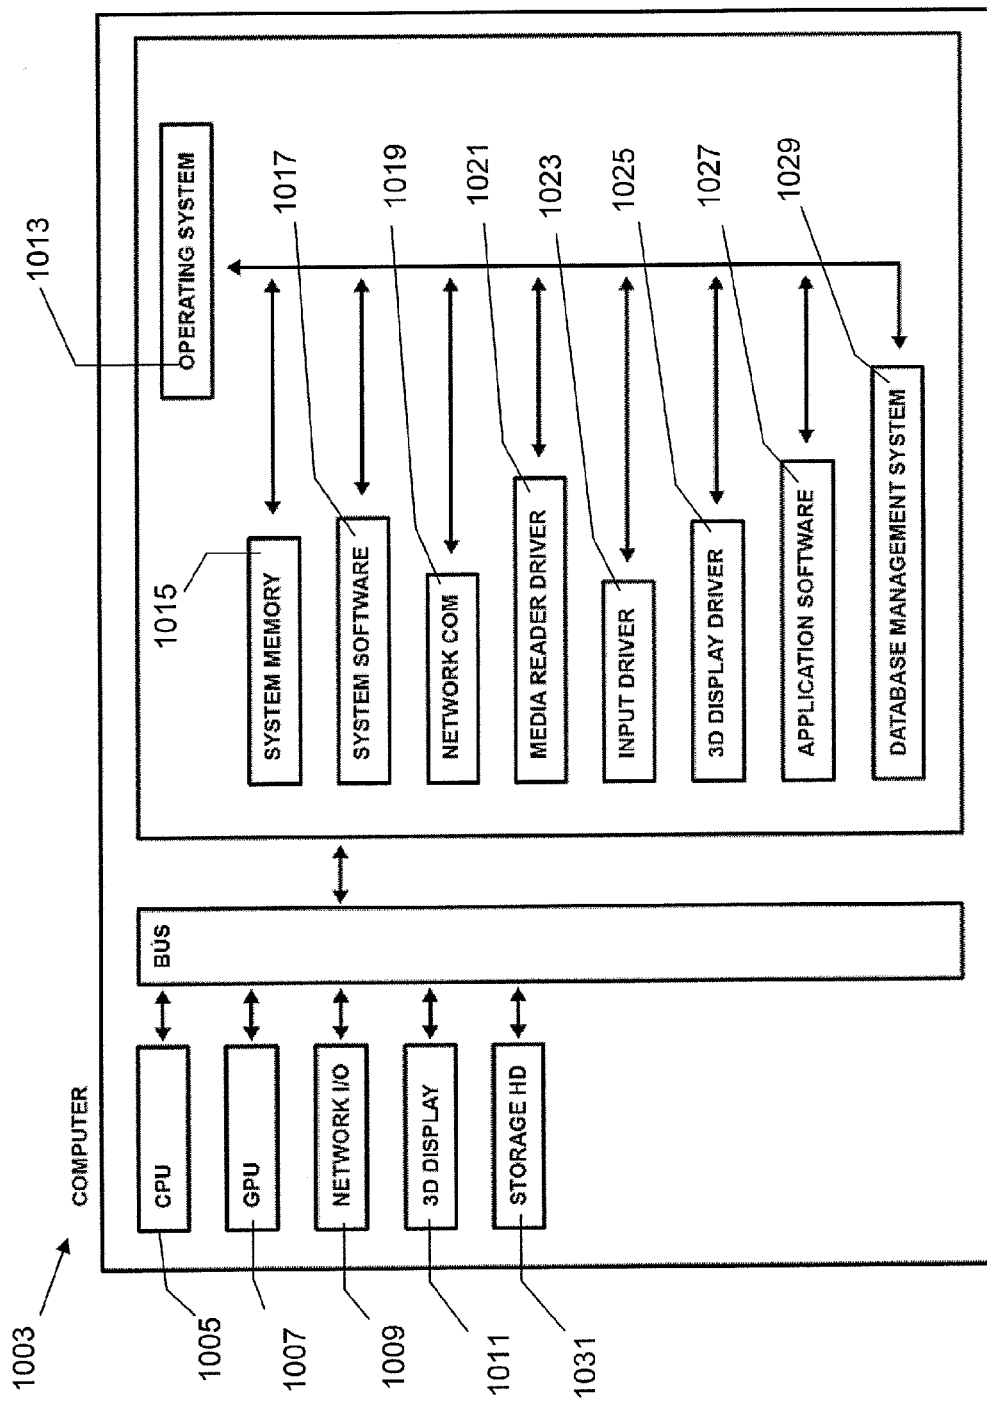 1003
COMPUTER
1005
CPU
1007
GPU
1009
NETWORK I/O
1011
3D DISPLAY
1031
STORAGE HD
BUS
1013
OPERATING SYSTEM
1015
SYSTEM MEMORY
1017
SYSTEM SOFTWARE
1019
NETWORK COM
1021
MEDIA READER DRIVER
1023
INPUT DRIVER
1025
3D DISPLAY DRIVER
1027
APPLICATION SOFTWARE
1029
DATABASE MANAGEMENT SYSTEM